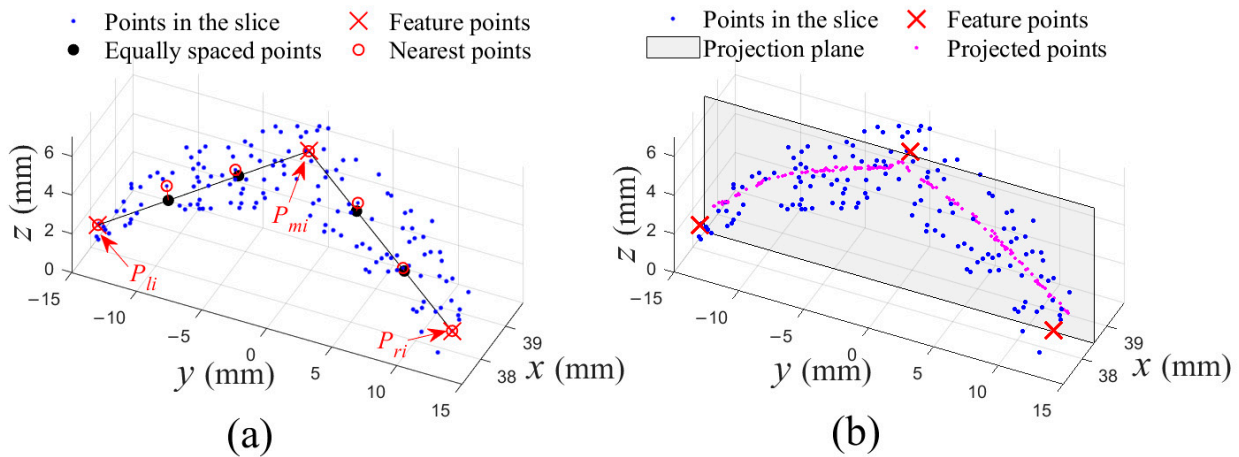 Points in the slice
Feature points
Equally spaced points
Nearest points
z (mm)
6
4
2
0
−15
−10
−5
0
5
10
15
y (mm)
38
39
x (mm)
P_li
P_mi
P_ri
(a)
Points in the slice
Feature points
Projection plane
Projected points
z (mm)
6
4
2
0
−15
−10
−5
0
5
10
15
y (mm)
38
39
x (mm)
(b)